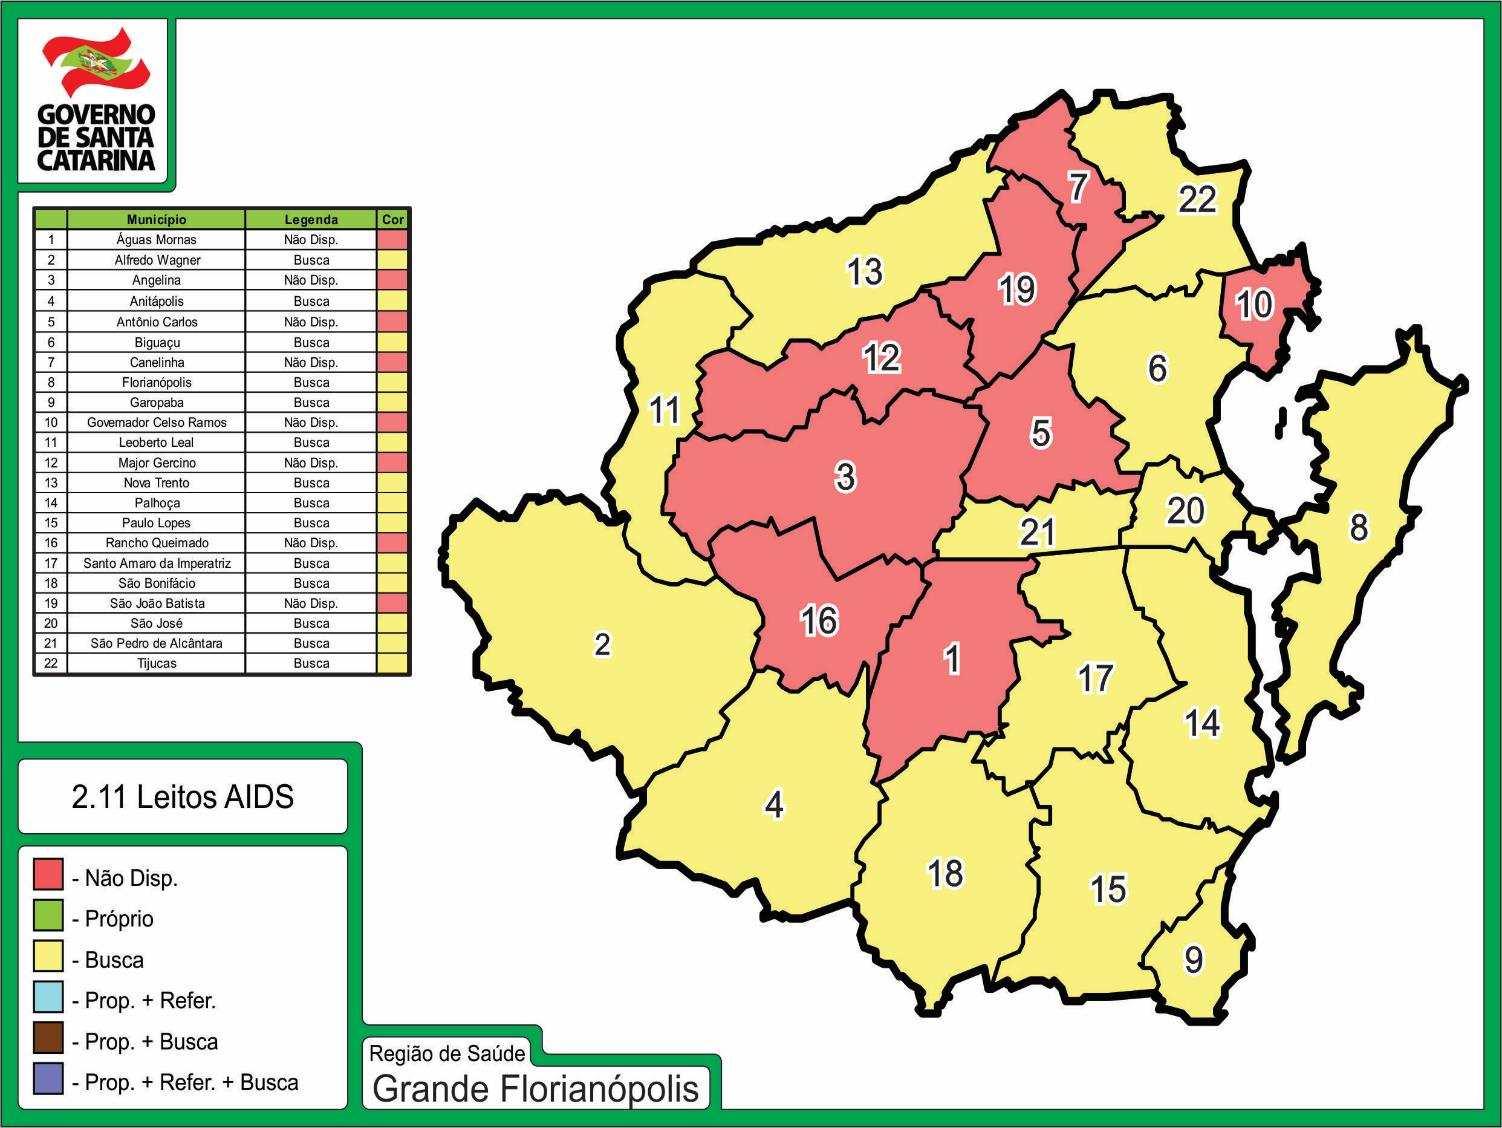 GOVERNO
DE SANTA
CATARINA
Município Legenda Cor
1 Águas Mornas Não Disp.
2 Alfredo Wagner Busca
3 Angelina Não Disp.
4 Anitápolis Busca
5 Antônio Carlos Não Disp.
6 Biguaçu Busca
7 Canelinha Não Disp.
8 Florianópolis Busca
9 Garopaba Busca
10 Governador Celso Ramos Não Disp.
11 Leoberto Leal Busca
12 Major Gercino Não Disp.
13 Nova Trento Busca
14 Palhoça Busca
15 Paulo Lopes Busca
16 Rancho Queimado Não Disp.
17 Santo Amaro da Imperatriz Busca
18 São Bonifácio Busca
19 São João Batista Não Disp.
20 São José Busca
21 São Pedro de Alcântara Busca
22 Tijucas Busca
7
22
13
19
10
12
6
11
5
3
20
21
8
16
2
1
17
14
4
18
15
9
2.11 Leitos AIDS
- Não Disp.
- Próprio
- Busca
- Prop. + Refer.
- Prop. + Busca
- Prop. + Refer. + Busca
Região de Saúde
Grande Florianópolis